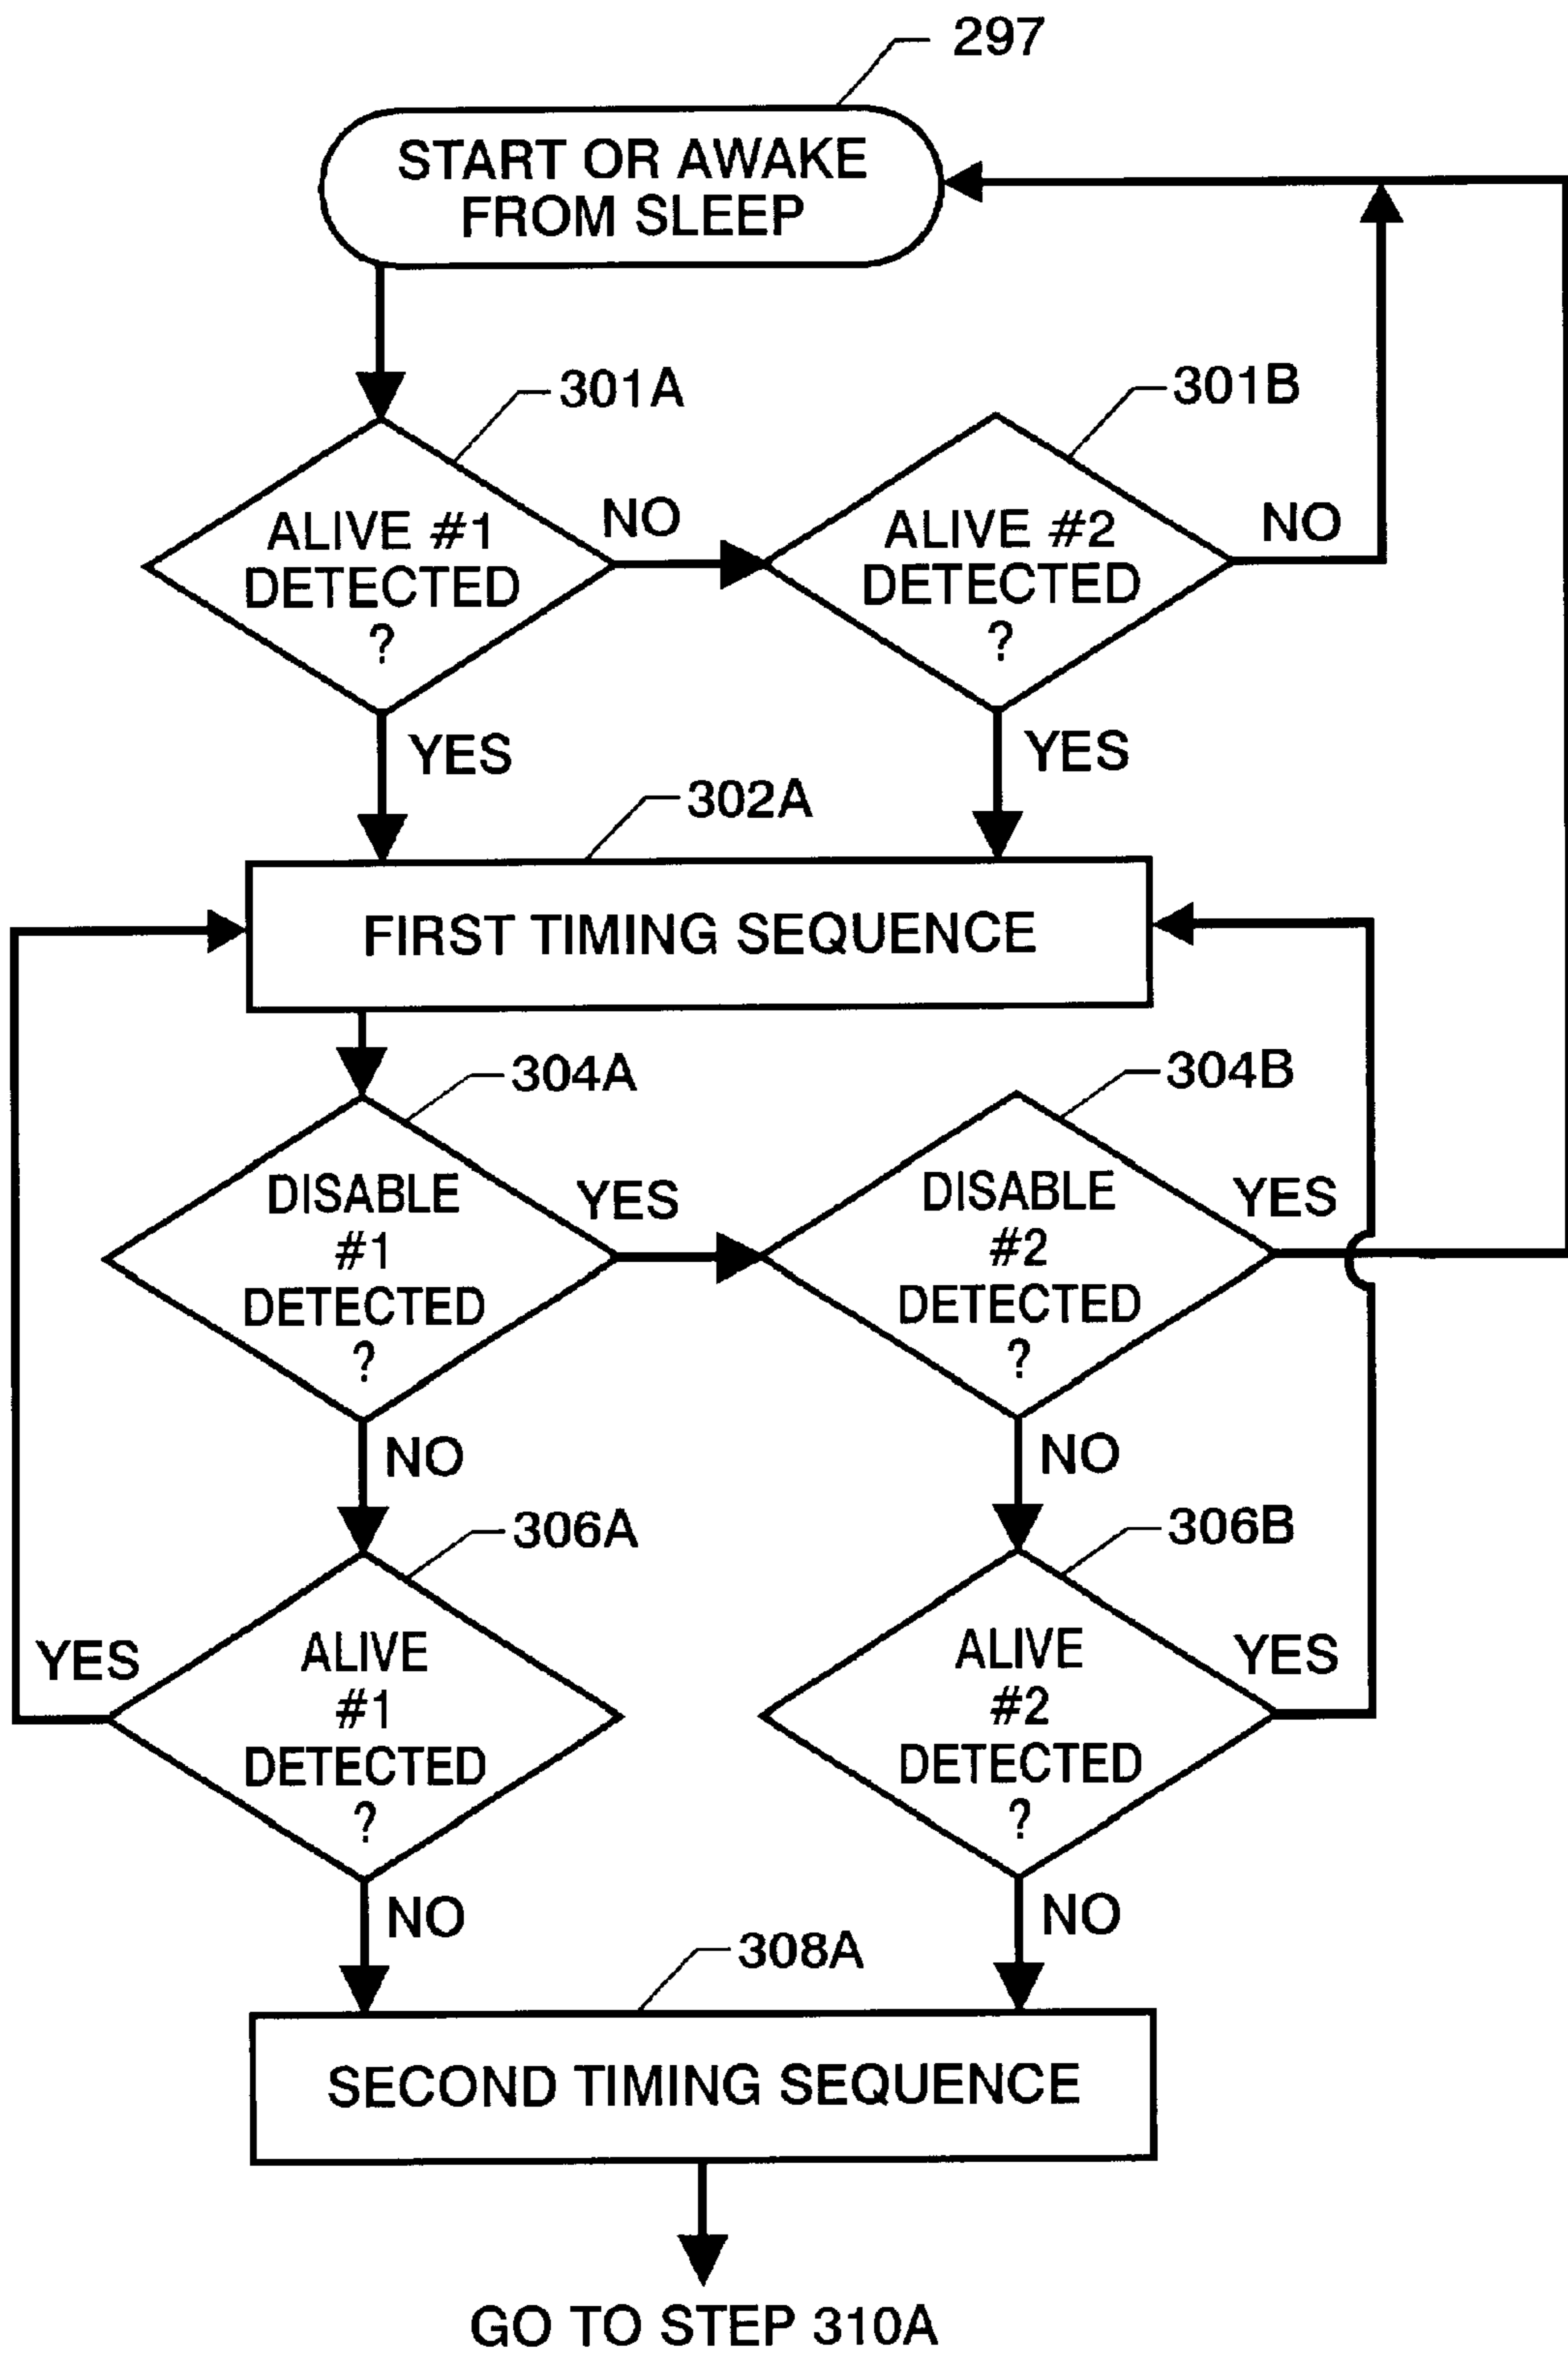 297
START OR AWAKE
FROM SLEEP
301A
301B
ALIVE #1
DETECTED
?
NO
ALIVE #2
DETECTED
?
NO
YES
YES
302A
FIRST TIMING SEQUENCE
304A
304B
DISABLE
#1
DETECTED
?
YES
DISABLE
#2
DETECTED
?
YES
NO
NO
306A
306B
YES
ALIVE
#1
DETECTED
?
ALIVE
#2
DETECTED
?
YES
NO
NO
308A
SECOND TIMING SEQUENCE
GO TO STEP 310A